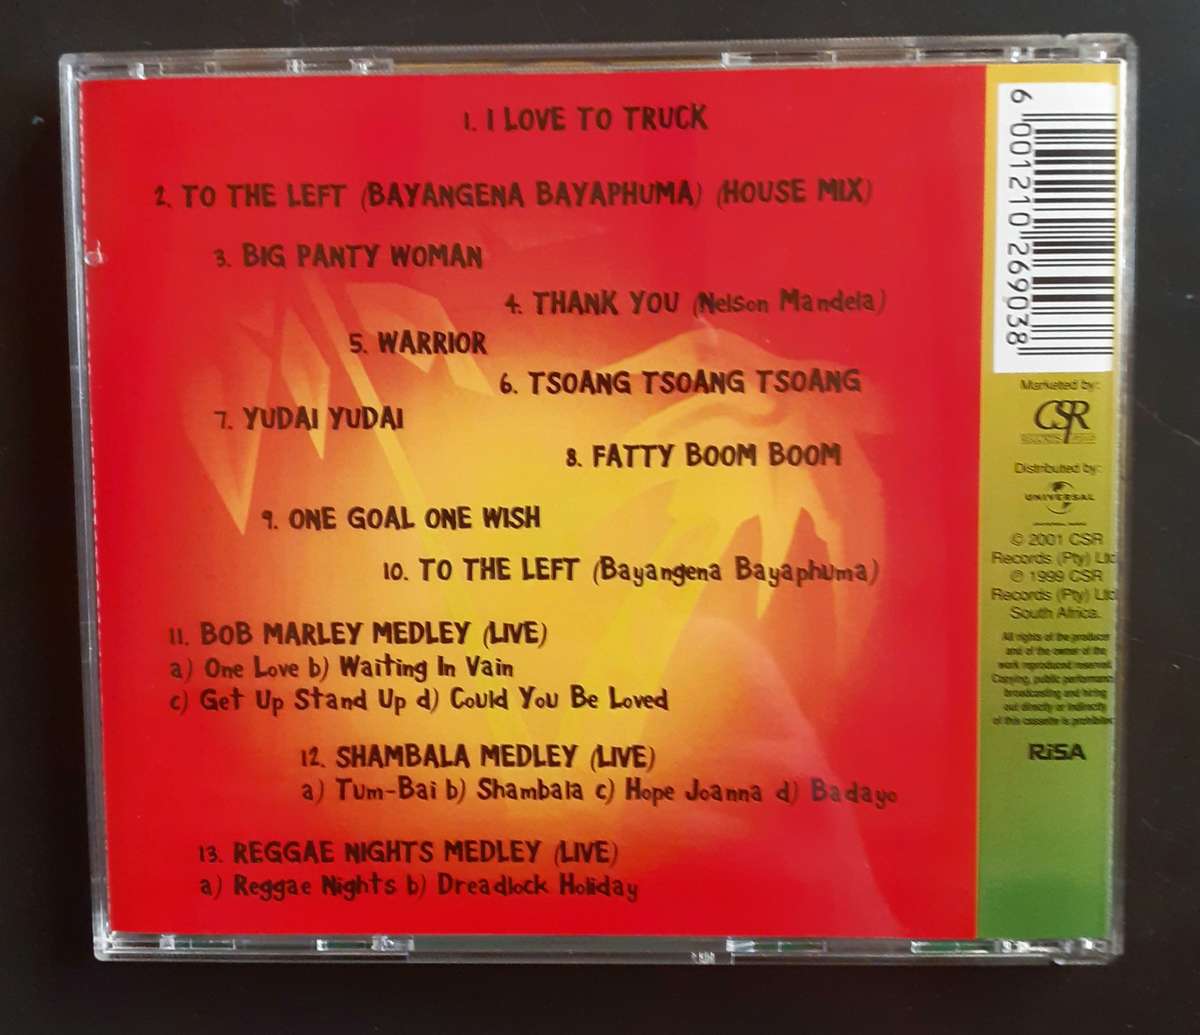 1. I LOVE TO TRUCK
2. TO THE LEFT (BAYANGENA BAYAPHUMA) (HOUSE MIX)
3. BIG PANTY WOMAN
4. THANK YOU (Nelson Mandela)
5. WARRIOR
6. TSOANG TSOANG TSOANG
7. YUDAI YUDAI
8. FATTY BOOM BOOM
9. ONE GOAL ONE WISH
10. TO THE LEFT (Bayangena Bayaphuma)
11. BOB MARLEY MEDLEY (LIVE)
a) One Love b) Waiting In Vain
c) Get Up Stand Up d) Could You Be Loved
12. SHAMBALA MEDLEY (LIVE)
a) Tum-Bai b) Shambala c) Hope Joanna d) Badayo
13. REGGAE NIGHTS MEDLEY (LIVE)
a) Reggae Nights b) Dreadlock Holiday
6 001210 269038
Marketed by:
CSR
Distributed by:
UNIVERSAL
© 2001 CSR
Records (Pty) Ltd
℗ 1999 CSR
Records (Pty) Ltd
South Africa.
All rights of the producer
and of the owner of the
work reproduced reserved.
Copying, public performance
broadcasting and hiring
out directly or indirectly
of this cassette is prohibited
RiSA